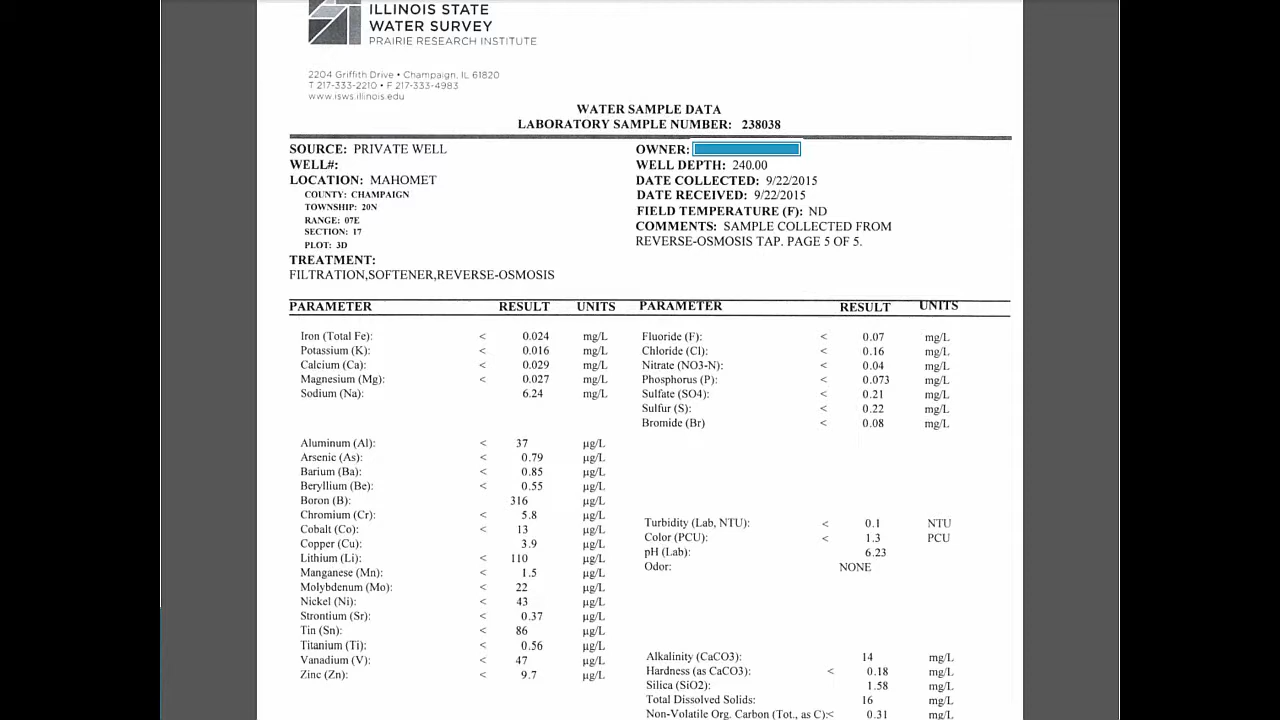 ILLINOIS STATE
WATER SURVEY
PRAIRIE RESEARCH INSTITUTE
2204 Griffith Drive • Champaign, IL 61820
T 217-333-2210 • F 217-333-4983
www.isws.illinois.edu
WATER SAMPLE DATA
LABORATORY SAMPLE NUMBER: 238038
SOURCE: PRIVATE WELL
WELL#:
LOCATION: MAHOMET
COUNTY: CHAMPAIGN
TOWNSHIP: 20N
RANGE: 07E
SECTION: 17
PLOT: 3D
TREATMENT:
FILTRATION,SOFTENER,REVERSE-OSMOSIS
OWNER:
WELL DEPTH: 240.00
DATE COLLECTED: 9/22/2015
DATE RECEIVED: 9/22/2015
FIELD TEMPERATURE (F): ND
COMMENTS: SAMPLE COLLECTED FROM
REVERSE-OSMOSIS TAP. PAGE 5 OF 5.
PARAMETER RESULT UNITS
Iron (Total Fe): < 0.024 mg/L
Potassium (K): < 0.016 mg/L
Calcium (Ca): < 0.029 mg/L
Magnesium (Mg): < 0.027 mg/L
Sodium (Na): 6.24 mg/L
Aluminum (Al): < 37 µg/L
Arsenic (As): < 0.79 µg/L
Barium (Ba): < 0.85 µg/L
Beryllium (Be): < 0.55 µg/L
Boron (B): 316 µg/L
Chromium (Cr): < 5.8 µg/L
Cobalt (Co): < 13 µg/L
Copper (Cu): 3.9 µg/L
Lithium (Li): < 110 µg/L
Manganese (Mn): < 1.5 µg/L
Molybdenum (Mo): < 22 µg/L
Nickel (Ni): < 43 µg/L
Strontium (Sr): < 0.37 µg/L
Tin (Sn): < 86 µg/L
Titanium (Ti): < 0.56 µg/L
Vanadium (V): < 47 µg/L
Zinc (Zn): < 9.7 µg/L
PARAMETER RESULT UNITS
Fluoride (F): < 0.07 mg/L
Chloride (Cl): < 0.16 mg/L
Nitrate (NO3-N): < 0.04 mg/L
Phosphorus (P): < 0.073 mg/L
Sulfate (SO4): < 0.21 mg/L
Sulfur (S): < 0.22 mg/L
Bromide (Br) < 0.08 mg/L
Turbidity (Lab, NTU): < 0.1 NTU
Color (PCU): < 1.3 PCU
pH (Lab): 6.23
Odor: NONE
Alkalinity (CaCO3): 14 mg/L
Hardness (as CaCO3): < 0.18 mg/L
Silica (SiO2): 1.58 mg/L
Total Dissolved Solids: 16 mg/L
Non-Volatile Org. Carbon (Tot., as C):< 0.31 mg/L